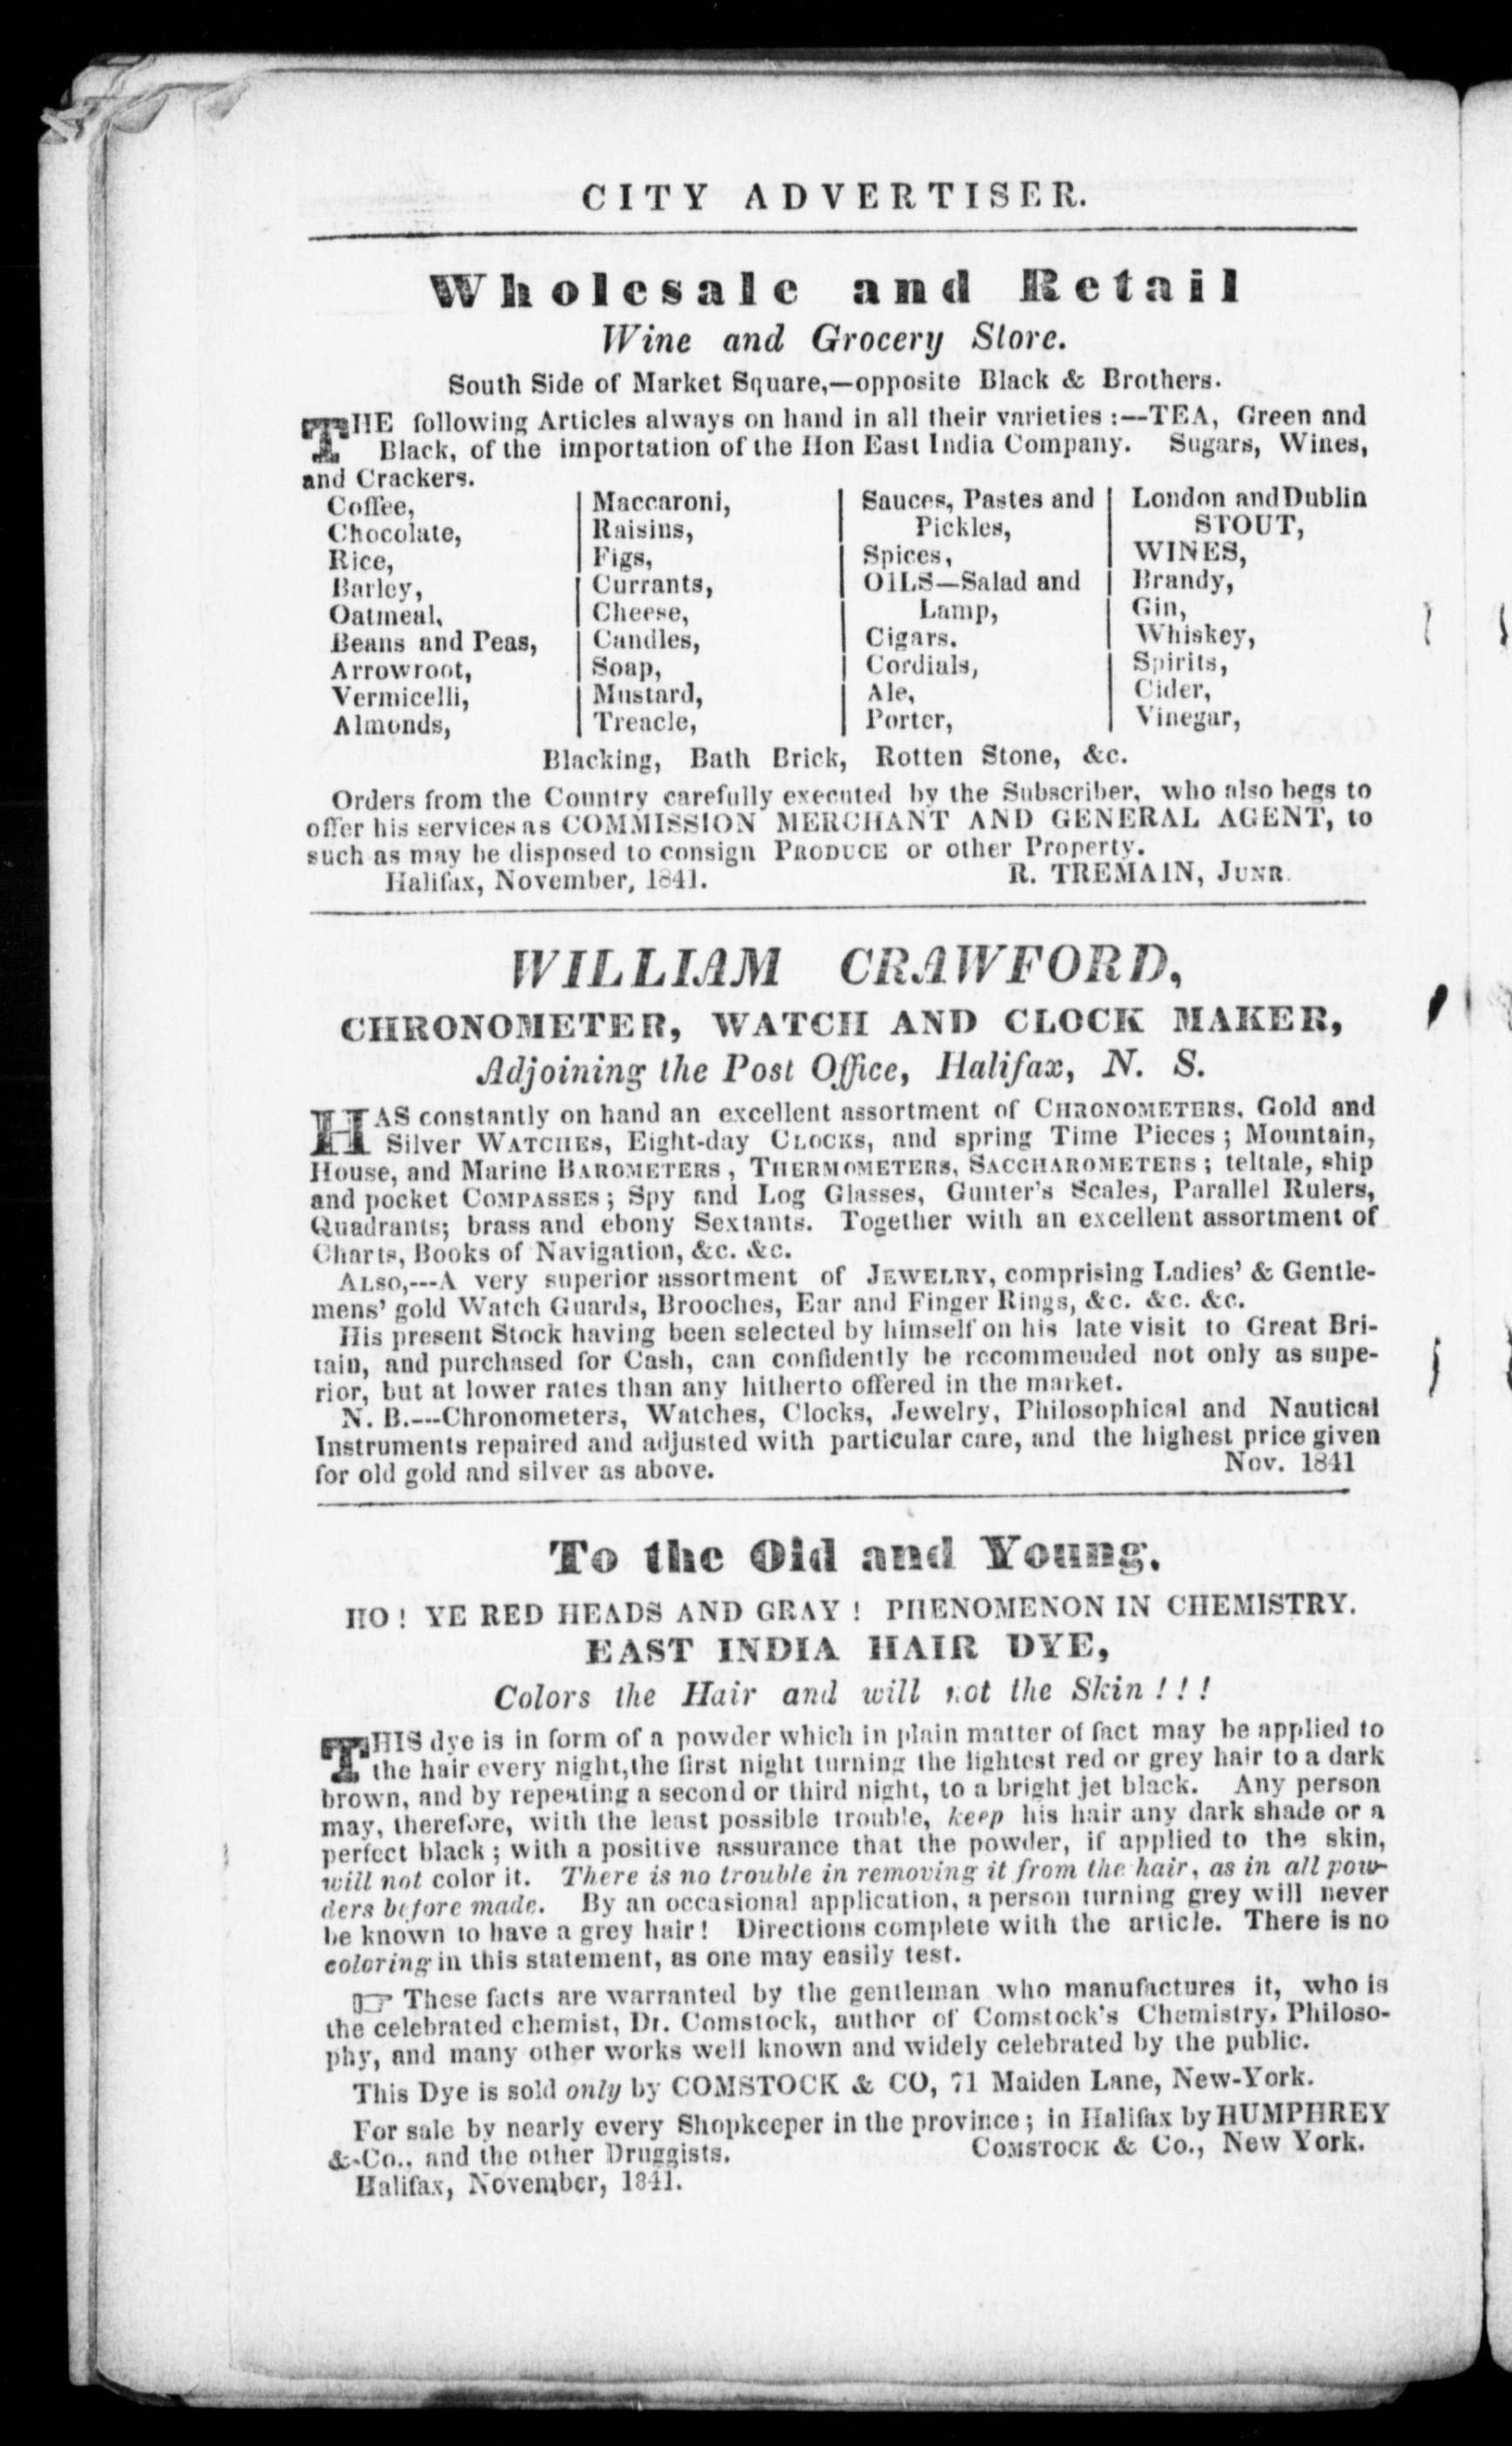 CITY ADVERTISER.
Wholesale and Retail
Wine and Grocery Store.
South Side of Market Square,—opposite Black & Brothers.
THE following Articles always on hand in all their varieties :—TEA, Green and
Black, of the importation of the Hon East India Company. Sugars, Wines,
and Crackers.
Coffee,
Chocolate,
Rice,
Barley,
Oatmeal,
Beans and Peas,
Arrowroot,
Vermicelli,
Almonds,
Maccaroni,
Raisins,
Figs,
Currants,
Cheese,
Candles,
Soap,
Mustard,
Treacle,
Sauces, Pastes and
Pickles,
Spices,
OILS—Salad and
Lamp,
Cigars.
Cordials,
Ale,
Porter,
London and Dublin
STOUT,
WINES,
Brandy,
Gin,
Whiskey,
Spirits,
Cider,
Vinegar,
Blacking, Bath Brick, Rotten Stone, &c.
Orders from the Country carefully executed by the Subscriber, who also begs to
offer his services as COMMISSION MERCHANT AND GENERAL AGENT, to
such as may be disposed to consign PRODUCE or other Property.
Halifax, November, 1841. R. TREMAIN, JUNR.
WILLIAM CRAWFORD,
CHRONOMETER, WATCH AND CLOCK MAKER,
Adjoining the Post Office, Halifax, N. S.
HAS constantly on hand an excellent assortment of CHRONOMETERS, Gold and
Silver WATCHES, Eight-day CLOCKS, and spring Time Pieces ; Mountain,
House, and Marine BAROMETERS , THERMOMETERS, SACCHAROMETERS ; teltale, ship
and pocket COMPASSES ; Spy and Log Glasses, Gunter's Scales, Parallel Rulers,
Quadrants; brass and ebony Sextants. Together with an excellent assortment of
Charts, Books of Navigation, &c. &c.
ALSO,---A very superior assortment of JEWELRY, comprising Ladies' & Gentle-
mens' gold Watch Guards, Brooches, Ear and Finger Rings, &c. &c. &c.
His present Stock having been selected by himself on his late visit to Great Bri-
tain, and purchased for Cash, can confidently be recommended not only as supe-
rior, but at lower rates than any hitherto offered in the market.
N. B.---Chronometers, Watches, Clocks, Jewelry, Philosophical and Nautical
Instruments repaired and adjusted with particular care, and the highest price given
for old gold and silver as above. Nov. 1841
To the Old and Young.
HO ! YE RED HEADS AND GRAY ! PHENOMENON IN CHEMISTRY.
EAST INDIA HAIR DYE,
Colors the Hair and will not the Skin ! ! !
THIS dye is in form of a powder which in plain matter of fact may be applied to
the hair every night,the first night turning the lightest red or grey hair to a dark
brown, and by repeating a second or third night, to a bright jet black. Any person
may, therefore, with the least possible trouble, keep his hair any dark shade or a
perfect black ; with a positive assurance that the powder, if applied to the skin,
will not color it. There is no trouble in removing it from the hair, as in all pow-
ders before made. By an occasional application, a person turning grey will never
be known to have a grey hair! Directions complete with the article. There is no
coloring in this statement, as one may easily test.
☞ These facts are warranted by the gentleman who manufactures it, who is
the celebrated chemist, Dr. Comstock, author of Comstock's Chemistry, Philoso-
phy, and many other works well known and widely celebrated by the public.
This Dye is sold only by COMSTOCK & CO, 71 Maiden Lane, New-York.
For sale by nearly every Shopkeeper in the province ; in Halifax by HUMPHREY
& Co., and the other Druggists. COMSTOCK & Co., New York.
Halifax, November, 1841.